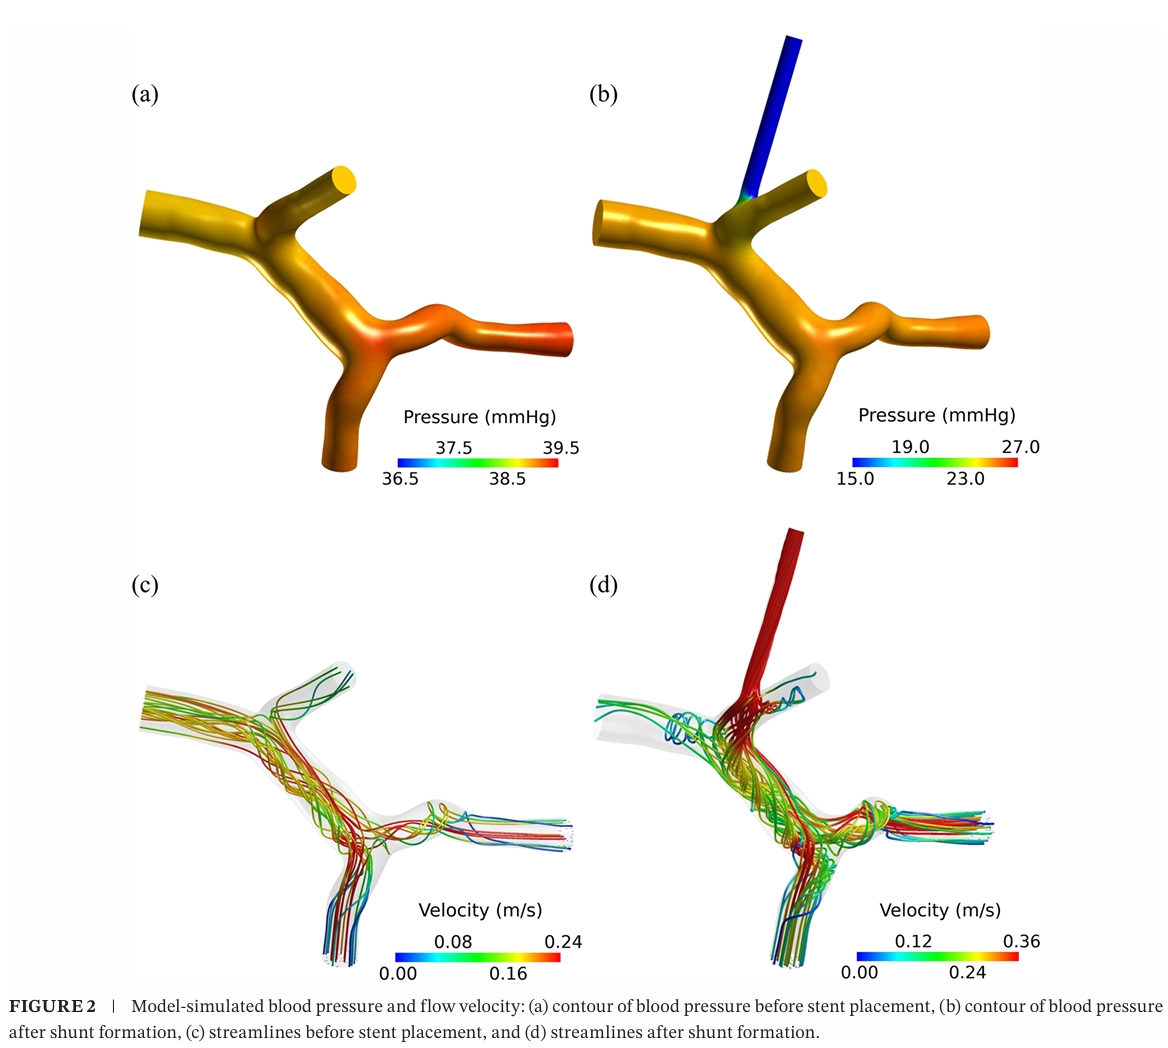 (a)
(b)
Pressure (mmHg)
37.5 39.5
36.5 38.5
Pressure (mmHg)
19.0 27.0
15.0 23.0
(c)
(d)
Velocity (m/s)
0.08 0.24
0.00 0.16
Velocity (m/s)
0.12 0.36
0.00 0.24
FIGURE 2 | Model-simulated blood pressure and flow velocity: (a) contour of blood pressure before stent placement, (b) contour of blood pressure
after shunt formation, (c) streamlines before stent placement, and (d) streamlines after shunt formation.